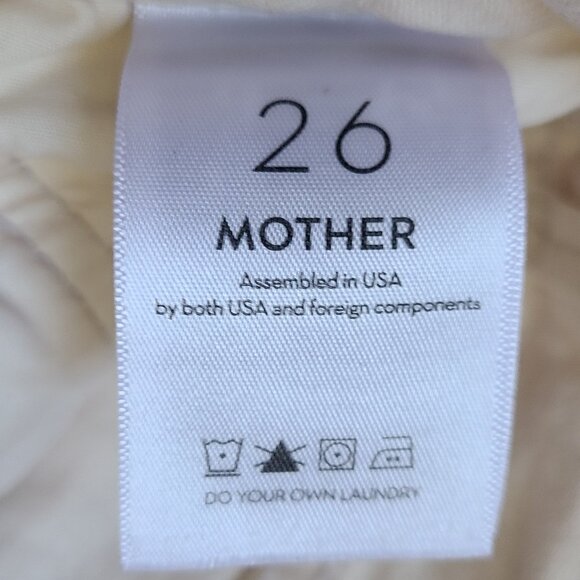 26
MOTHER
Assembled in USA
by both USA and foreign components
DO YOUR OWN LAUNDRY